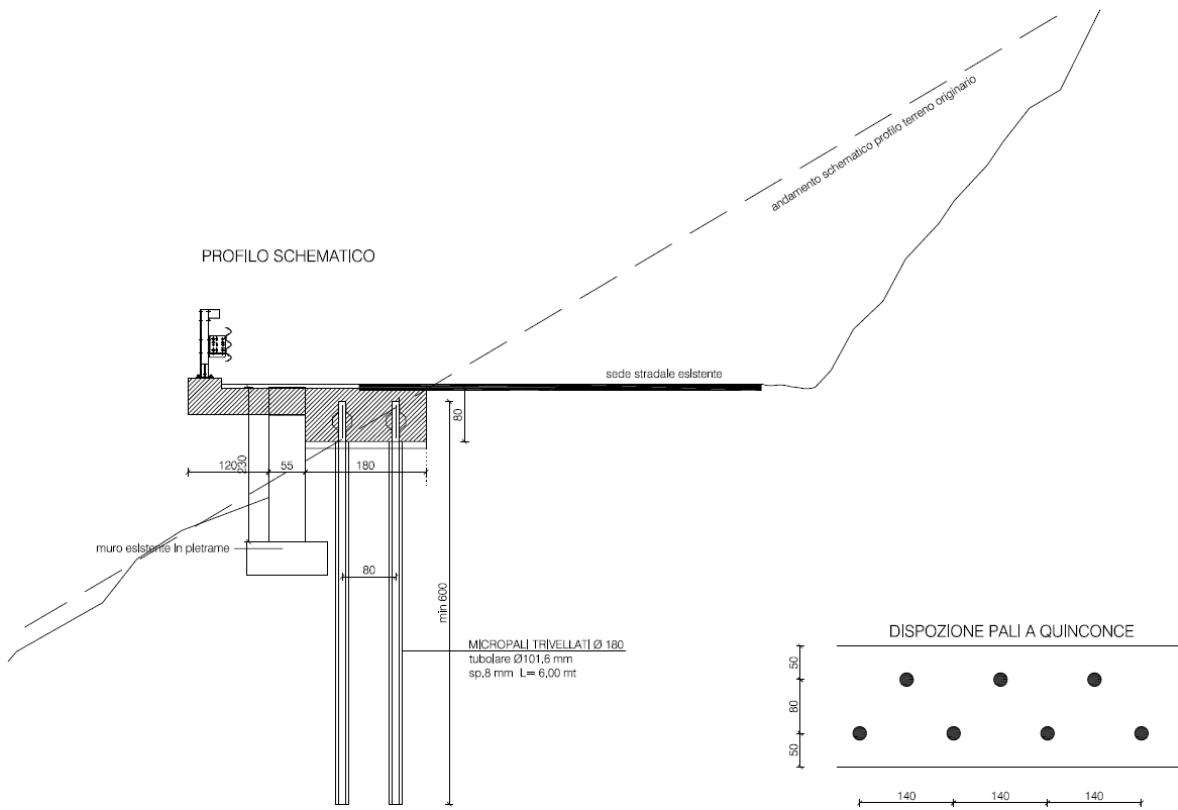 andamento schematico profilo terreno originario
PROFILO SCHEMATICO
sede stradale esistente
80
120
55
180
230
muro esistente in pietrame
80
min 600
MICROPALI TRIVELLATI Ø 180
tubolare Ø101,6 mm
sp.8 mm L= 6,00 mt
DISPOZIONE PALI A QUINCONCE
50
80
50
140
140
140